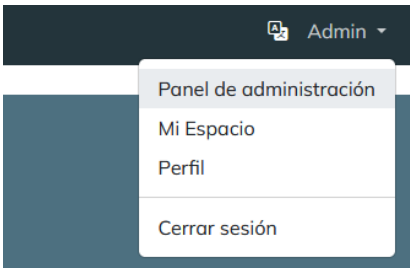 Admin
Panel de administración
Mi Espacio
Perfil
Cerrar sesión